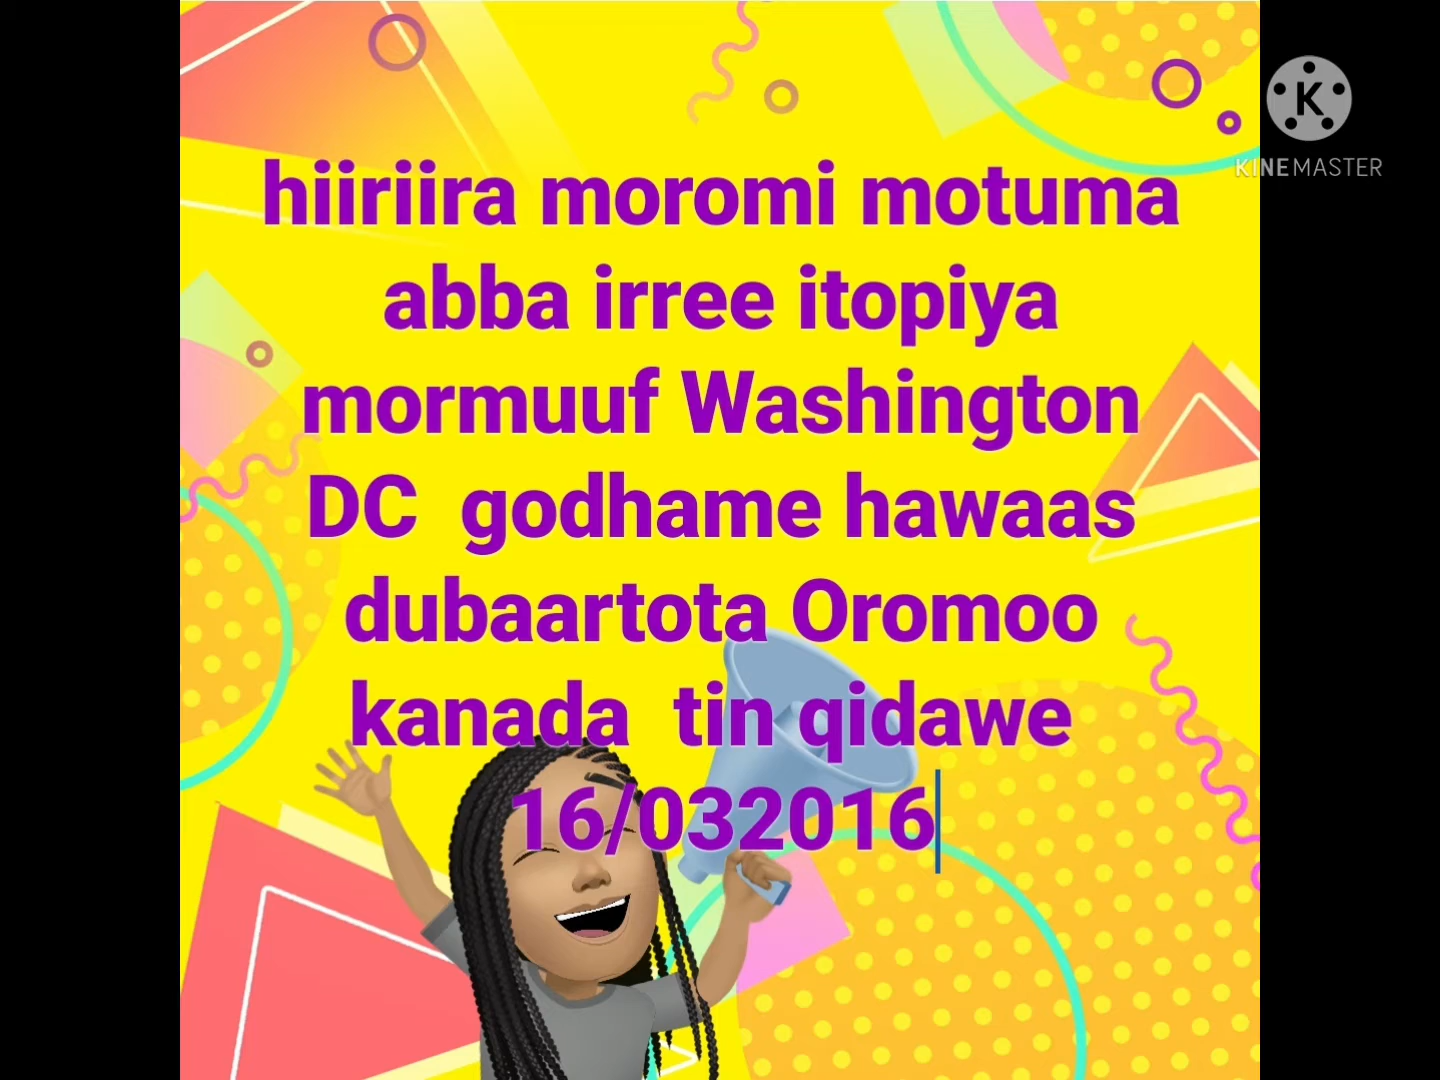 hiiriira moromi motuma
abba irree itopiya
mormuuf Washington
DC  godhame hawaas
dubaartota Oromoo
kanada  tin qidawe
16/032016
K
KINEMASTER